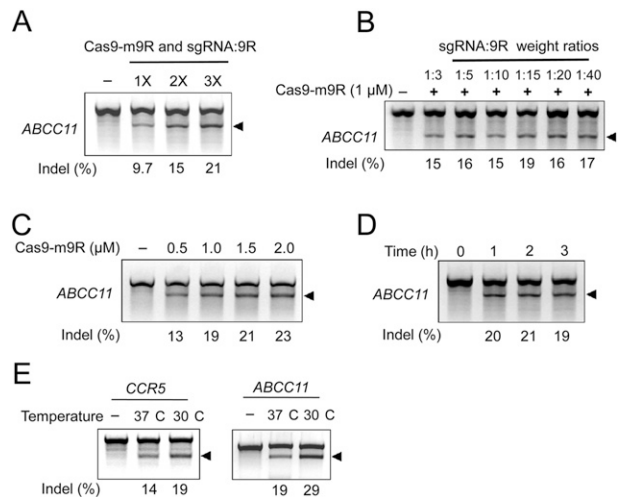 A
Cas9-m9R and sgRNA:9R
– 1X 2X 3X
ABCC11
Indel (%) 9.7 15 21
B
sgRNA:9R weight ratios
1:3 1:5 1:10 1:15 1:20 1:40
Cas9-m9R (1 μM) – + + + + + +
ABCC11
Indel (%) 15 16 15 19 16 17
C
Cas9-m9R (μM) – 0.5 1.0 1.5 2.0
ABCC11
Indel (%) 13 19 21 23
D
Time (h) 0 1 2 3
ABCC11
Indel (%) 20 21 19
E
CCR5 ABCC11
Temperature – 37 C 30 C – 37 C 30 C
Indel (%) 14 19 19 29